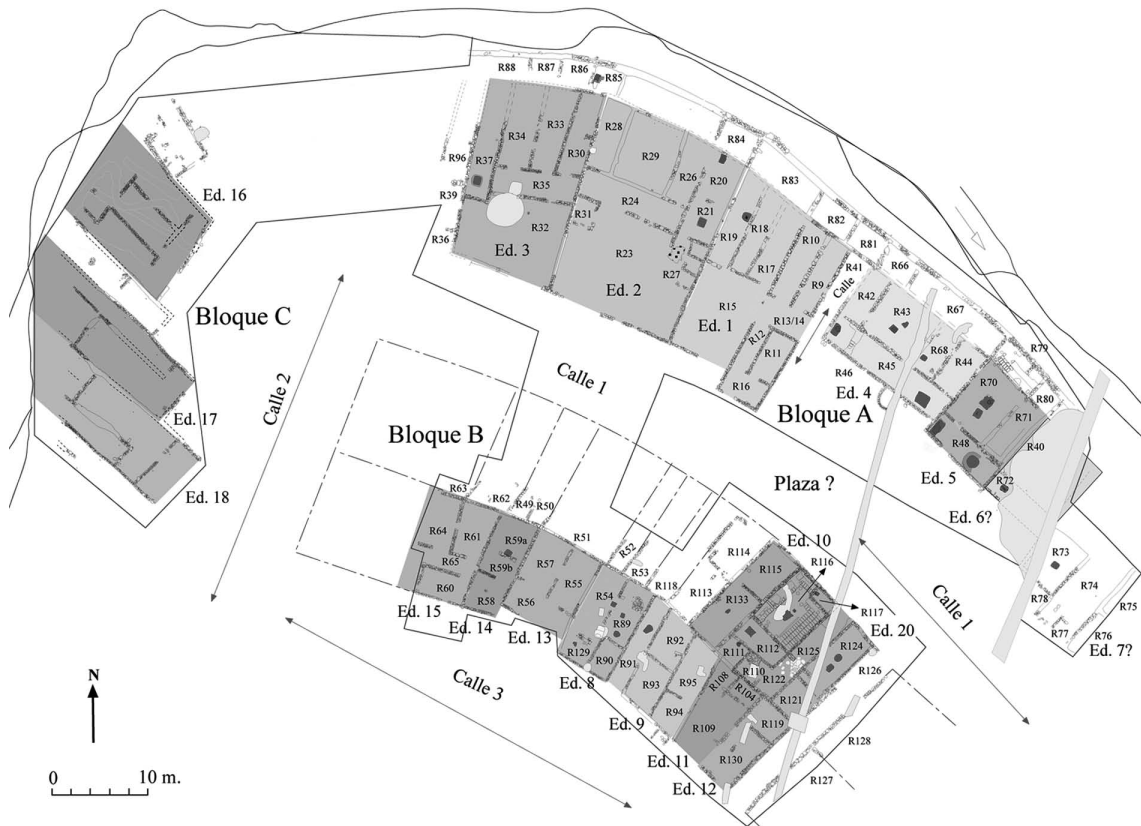 R88 R87 R86 R85
R28 R84
R34 R33 R30 R29 R26 R20 R83
R96 R37
R39 R35 R24 R21 R82
R36 R32 R31 R23 R19 R18 R10 R81
Ed. 3 R27 R17 R9 R41 R66
Ed. 2 R15 R13/14 Calle R42 R43 R67
Ed. 1 R12 R11 R68 R44 R79
R16 R46 R45 R70 R80
Ed. 4 R71
Bloque A R48 R40
Ed. 5 R72
Ed. 6?
R73
R78 R74 R75
R77 R76
Ed. 7?
Ed. 16
Bloque C
Ed. 17
Ed. 18
Calle 2
Calle 1
Bloque B
Plaza ?
Calle 1
R63 R62 R49 R50
R64 R61 R59a R51 R52
R65 R59b R57 R53 R118 R114
R60 R58 R56 R55 R54 R113
Ed. 15 Ed. 14 Ed. 13
R89 R92 R133 R115 Ed. 10
R116
R117
Ed. 20
R129 R90 R91 R95 R111 R112 R125 R124
Ed. 8 R93 R108 R110 R122 R126
R94 R104 R121
Ed. 9 R109 R119 R128
Ed. 11 R130 R127
Ed. 12
Calle 3
N
0 10 m.